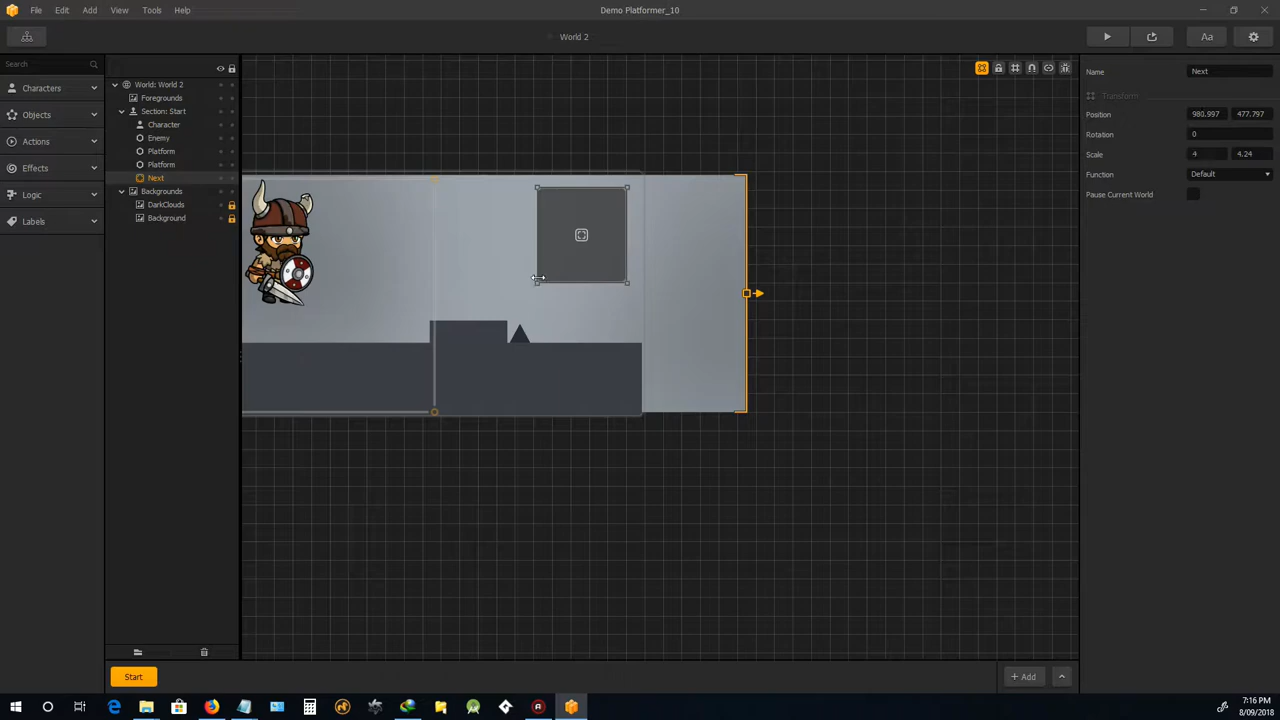 File Edit Add View Tools Help
Demo Platformer_10
World 2
Aa
Search
Characters
Objects
Actions
Effects
Logic
Labels
World: World 2
Foregrounds
Section: Start
Character
Enemy
Platform
Platform
Next
Backgrounds
DarkClouds
Background
Name Next
Transform
Position 980.997 477.797
Rotation 0
Scale 4 4.24
Function Default
Pause Current World
Start
Add
7:16 PM
8/09/2018